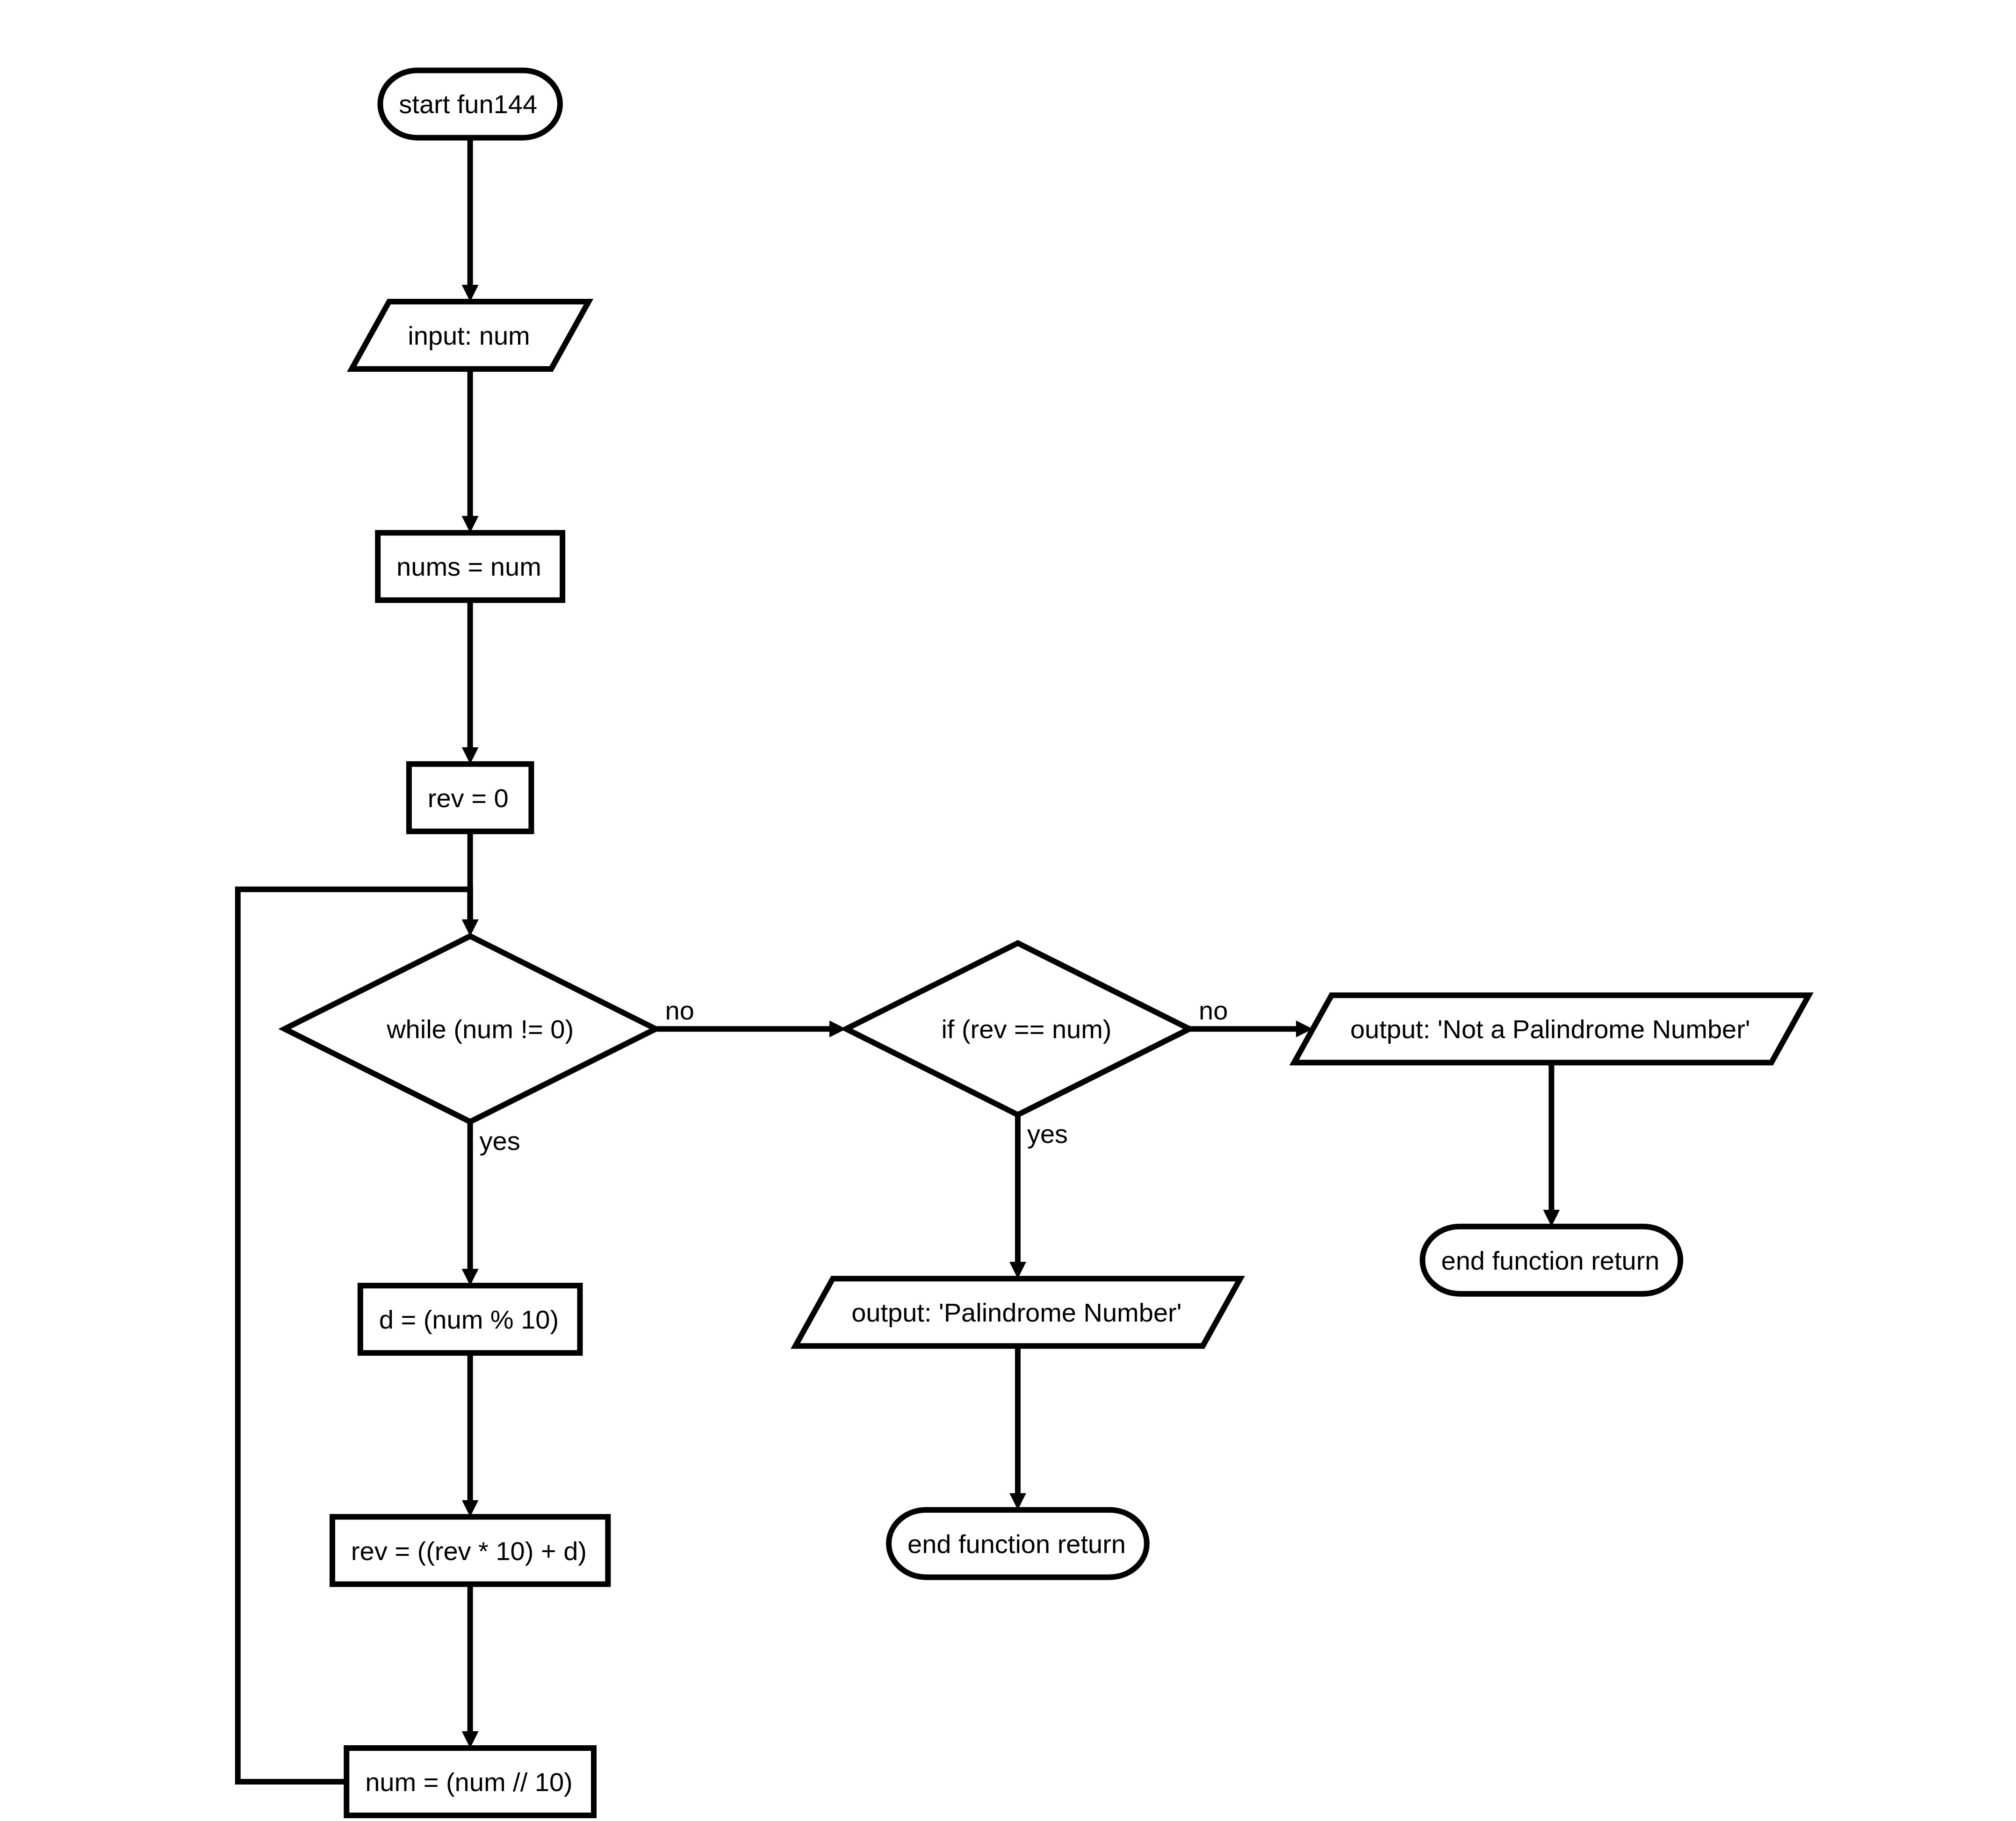 start fun144
input: num
nums = num
rev = 0
while (num != 0)
no
if (rev == num)
no
output: 'Not a Palindrome Number'
yes
yes
end function return
d = (num % 10)
output: 'Palindrome Number'
rev = ((rev * 10) + d)
end function return
num = (num // 10)